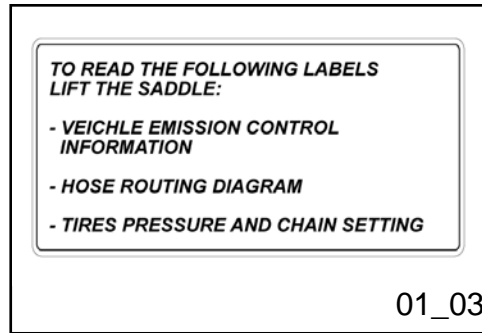 TO READ THE FOLLOWING LABELS
LIFT THE SADDLE:
- VEICHLE EMISSION CONTROL
INFORMATION
- HOSE ROUTING DIAGRAM
- TIRES PRESSURE AND CHAIN SETTING
01_03